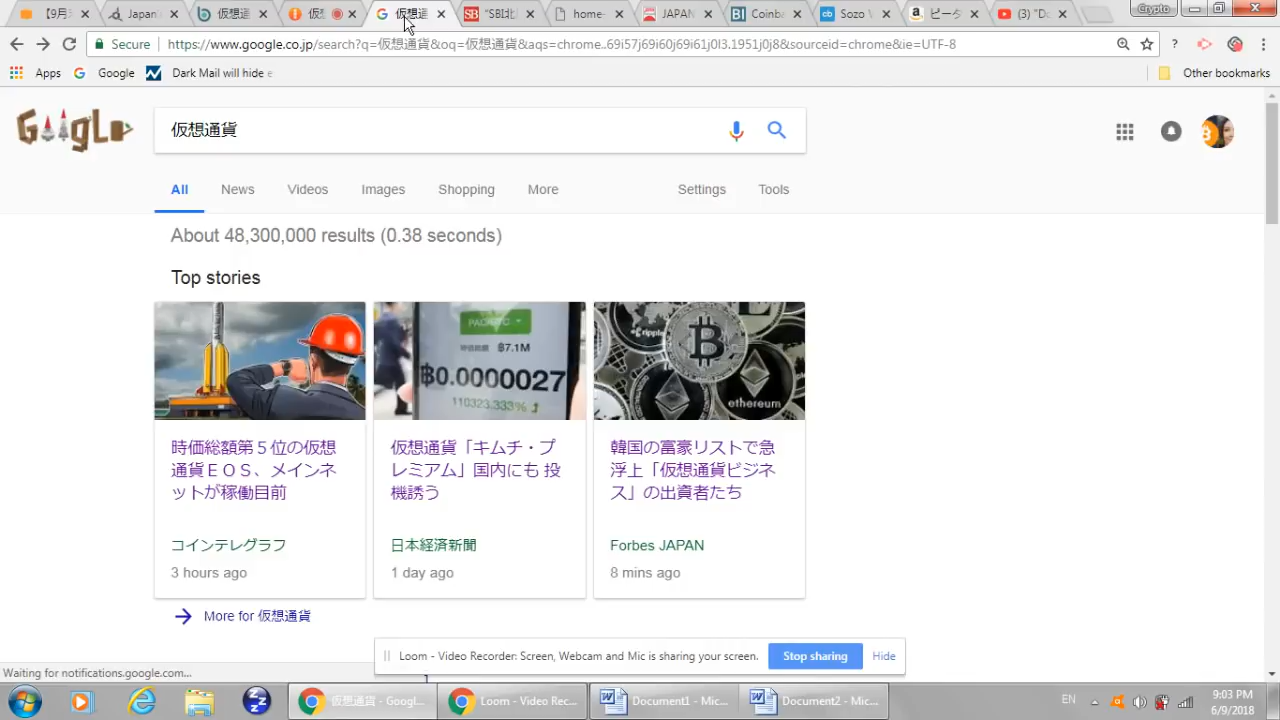 [9月
Japan
仮想通
仮
仮想通
"SBI北
home-
JAPAN
Coinb
Sozo V
ビータ
(3) "D
Crypto
Secure
https://www.google.co.jp/search?q=仮想通貨&oq=仮想通貨&aqs=chrome..69i57j69i60j69i61j0l3.1951j0j8&sourceid=chrome&ie=UTF-8
Apps
Google
Dark Mail will hide e
Other bookmarks
仮想通貨
All
News
Videos
Images
Shopping
More
Settings
Tools
About 48,300,000 results (0.38 seconds)
Top stories
PACKTC
฿7.1M
฿0.0000027
110323.333%
ripple
ethereum
時価総額第５位の仮想
通貨ＥＯＳ、メインネ
ットが稼働目前
コインテレグラフ
3 hours ago
仮想通貨「キムチ・プ
レミアム」国内にも 投
機誘う
日本経済新聞
1 day ago
韓国の富豪リストで急
浮上「仮想通貨ビジネ
ス」の出資者たち
Forbes JAPAN
8 mins ago
More for 仮想通貨
Loom - Video Recorder: Screen, Webcam and Mic is sharing your screen.
Stop sharing
Hide
Waiting for notifications.google.com...
仮想通貨 - Googl...
Loom - Video Rec...
Document1 - Mic...
Document2 - Mic...
EN
9:03 PM
6/9/2018